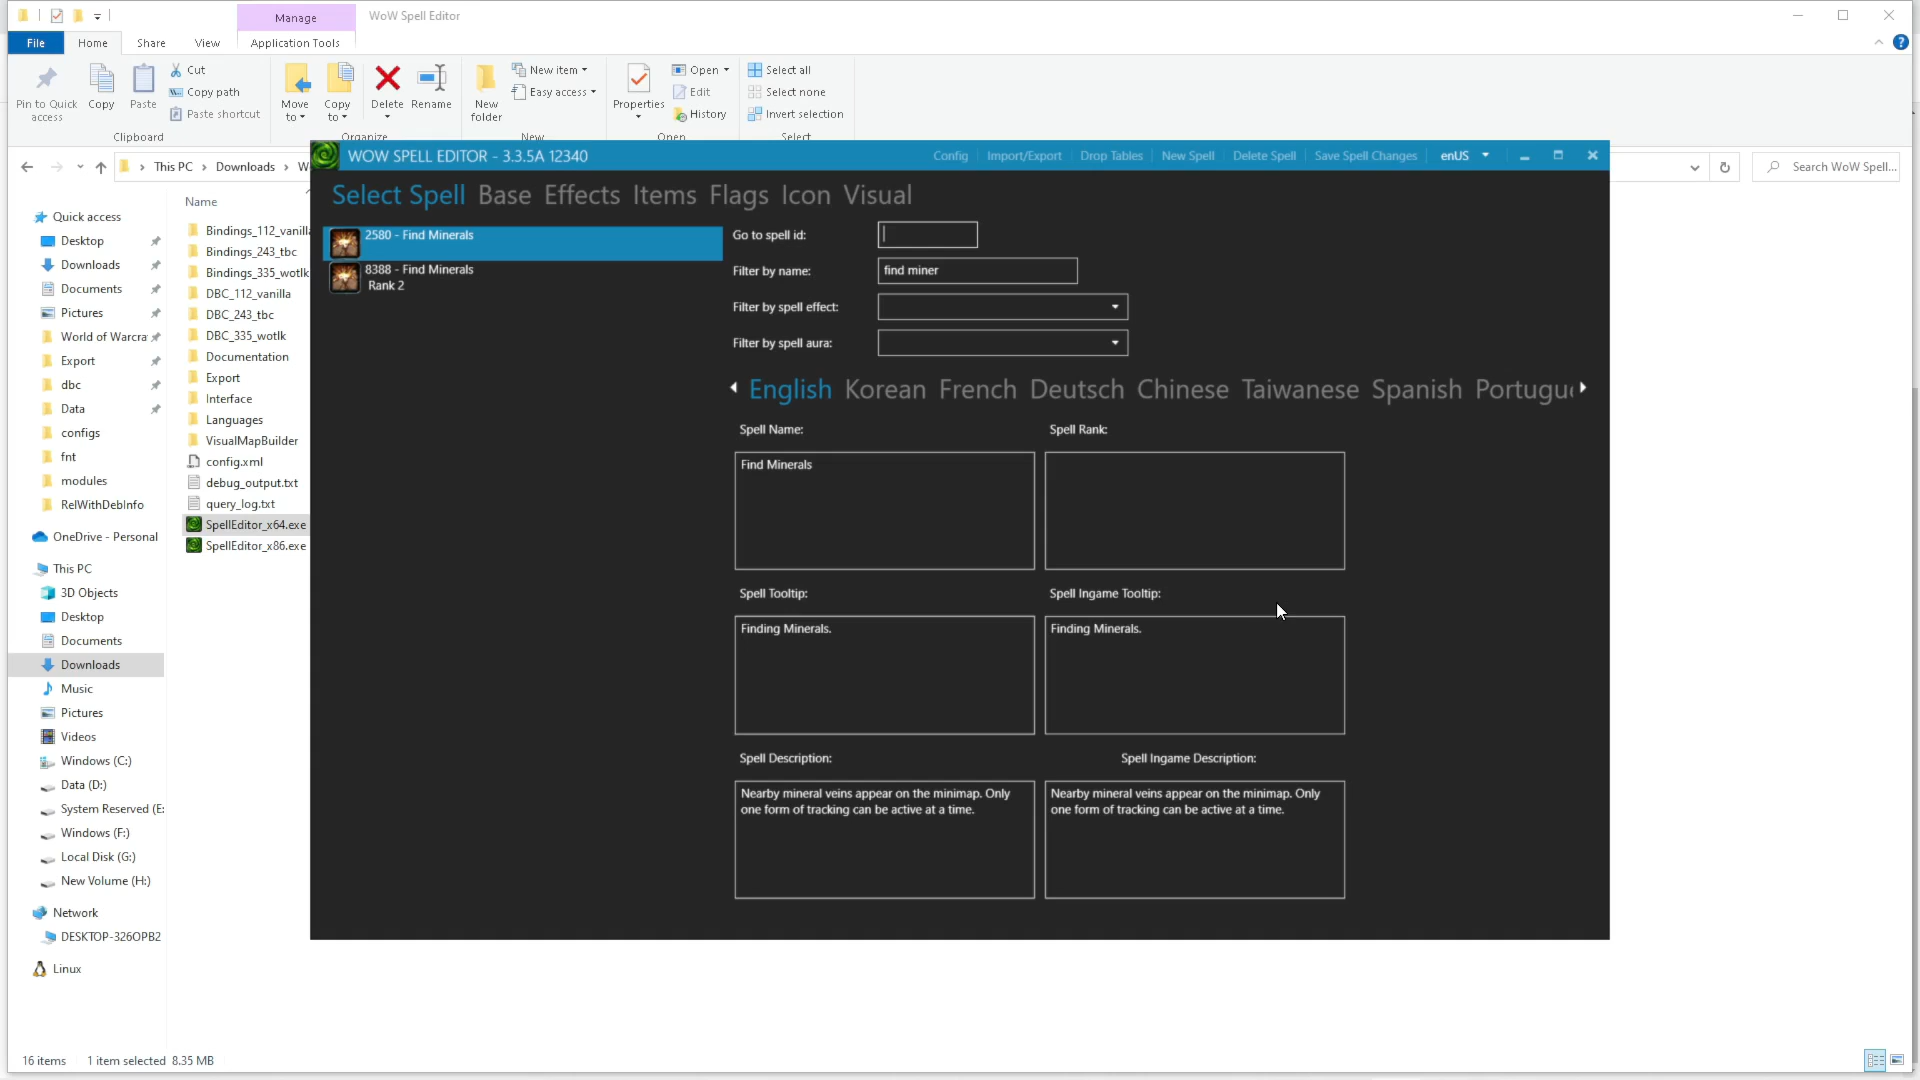 Manage
WoW Spell Editor
File
Home
Share
View
Application Tools
Pin to Quick
access
Copy
Paste
Cut
Copy path
Paste shortcut
Clipboard
Move
to
Copy
to
Delete
Rename
Organize
New
folder
New item
Easy access
New
Properties
Open
Edit
History
Open
Select all
Select none
Invert selection
Select
This PC
Downloads
Search WoW Spell...
WOW SPELL EDITOR - 3.3.5A 12340
Config
Import/Export
Drop Tables
New Spell
Delete Spell
Save Spell Changes
enUS
Select Spell Base Effects Items Flags Icon Visual
2580 - Find Minerals
8388 - Find Minerals
Rank 2
Go to spell id:
Filter by name:
find miner
Filter by spell effect:
Filter by spell aura:
English Korean French Deutsch Chinese Taiwanese Spanish Portugu
Spell Name:
Spell Rank:
Find Minerals
Spell Tooltip:
Spell Ingame Tooltip:
Finding Minerals.
Finding Minerals.
Spell Description:
Spell Ingame Description:
Nearby mineral veins appear on the minimap. Only
one form of tracking can be active at a time.
Nearby mineral veins appear on the minimap. Only
one form of tracking can be active at a time.
Quick access
Desktop
Downloads
Documents
Pictures
World of Warcra
Export
dbc
Data
configs
fnt
modules
RelWithDebInfo
OneDrive - Personal
This PC
3D Objects
Desktop
Documents
Downloads
Music
Pictures
Videos
Windows (C:)
Data (D:)
System Reserved (E:
Windows (F:)
Local Disk (G:)
New Volume (H:)
Network
DESKTOP-326OPB2
Linux
Name
Bindings_112_vanill
Bindings_243_tbc
Bindings_335_wotlk
DBC_112_vanilla
DBC_243_tbc
DBC_335_wotlk
Documentation
Export
Interface
Languages
VisualMapBuilder
config.xml
debug_output.txt
query_log.txt
SpellEditor_x64.exe
SpellEditor_x86.exe
16 items
1 item selected 8.35 MB